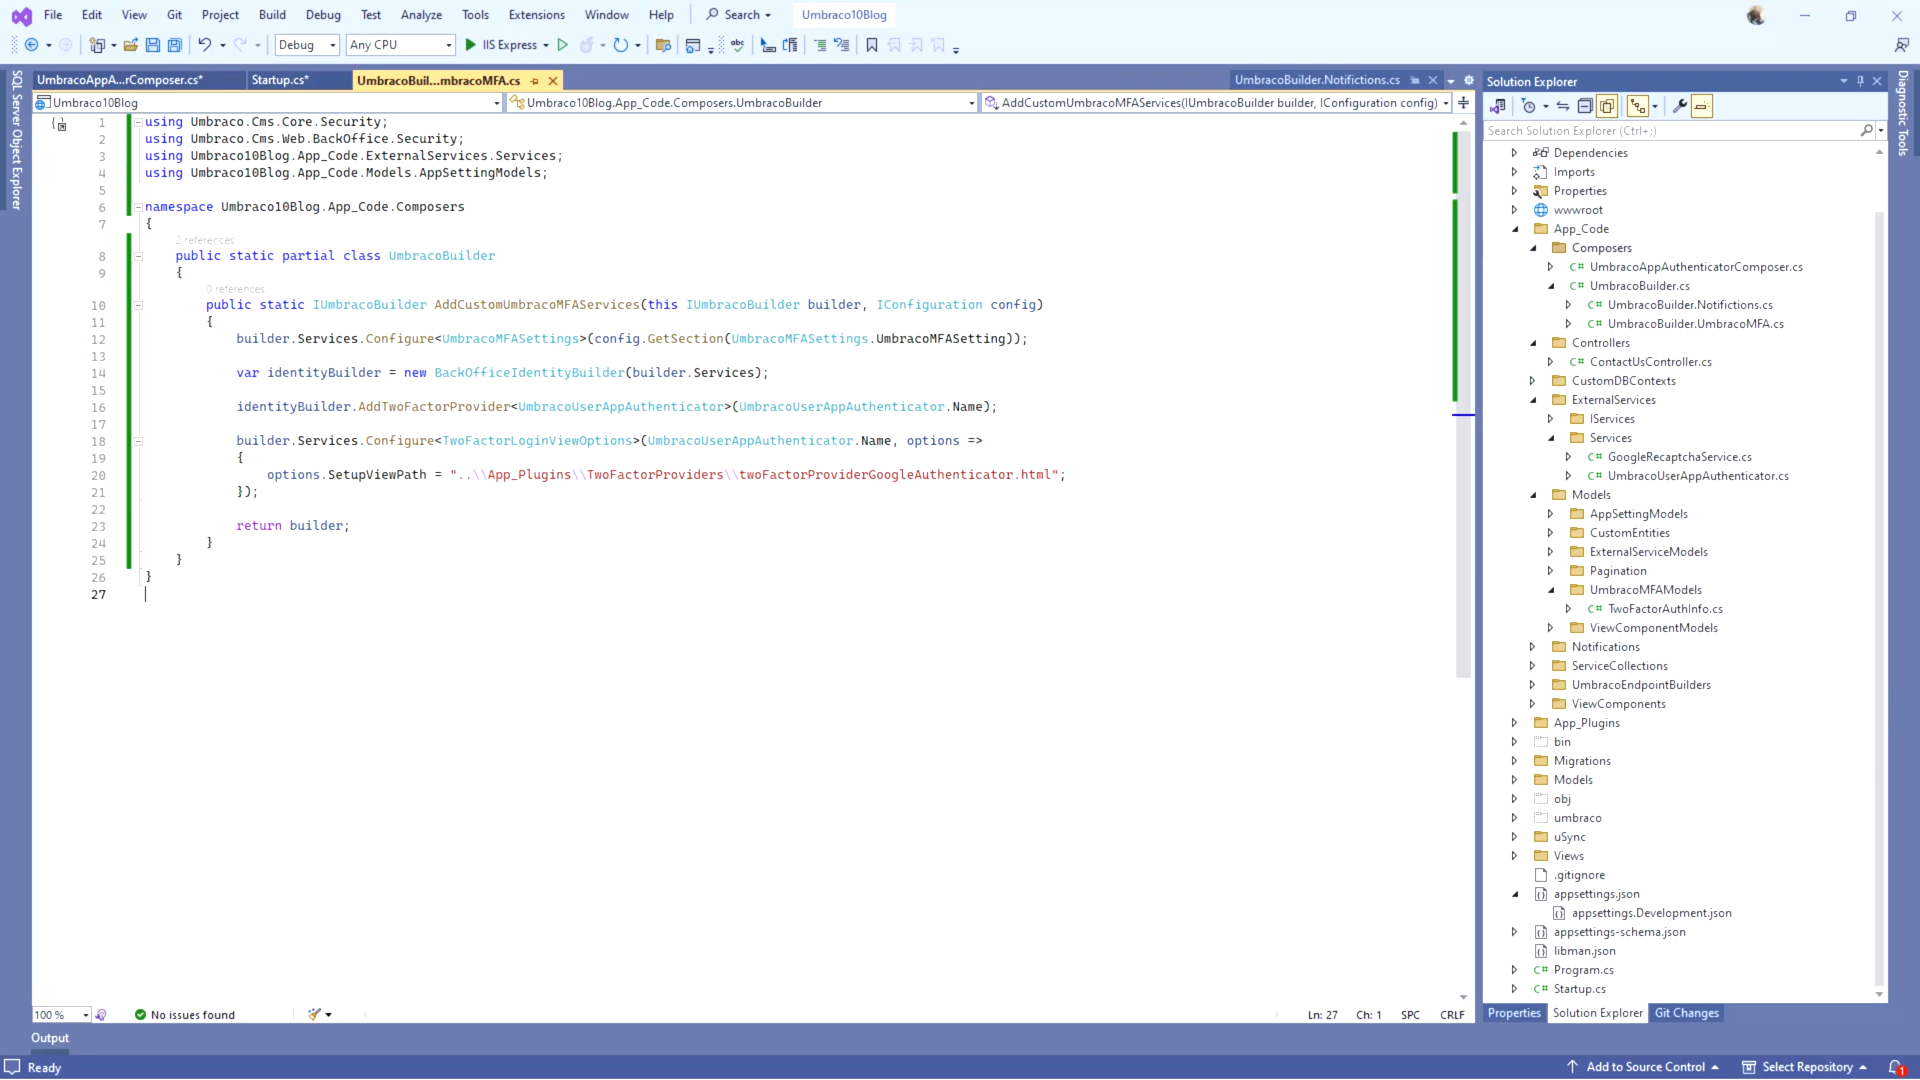 File Edit View Git Project Build Debug Test Analyze Tools Extensions Window Help Search Umbraco10Blog
Debug Any CPU IIS Express
SQL Server Object Explorer
UmbracoAppA...rComposer.cs* Startup.cs* UmbracoBuil...mbracoMFA.cs UmbracoBuilder.Notifictions.cs
Umbraco10Blog Umbraco10Blog.App_Code.Composers.UmbracoBuilder AddCustomUmbracoMFAServices(IUmbracoBuilder builder, IConfiguration config)
1 using Umbraco.Cms.Core.Security;
2 using Umbraco.Cms.Web.BackOffice.Security;
3 using Umbraco10Blog.App_Code.ExternalServices.Services;
4 using Umbraco10Blog.App_Code.Models.AppSettingModels;
5
6 namespace Umbraco10Blog.App_Code.Composers
7 {
2 references
8 public static partial class UmbracoBuilder
9 {
0 references
10 public static IUmbracoBuilder AddCustomUmbracoMFAServices(this IUmbracoBuilder builder, IConfiguration config)
11 {
12 builder.Services.Configure<UmbracoMFASettings>(config.GetSection(UmbracoMFASettings.UmbracoMFASetting));
13
14 var identityBuilder = new BackOfficeIdentityBuilder(builder.Services);
15
16 identityBuilder.AddTwoFactorProvider<UmbracoUserAppAuthenticator>(UmbracoUserAppAuthenticator.Name);
17
18 builder.Services.Configure<TwoFactorLoginViewOptions>(UmbracoUserAppAuthenticator.Name, options =>
19 {
20 options.SetupViewPath = "..\\App_Plugins\\TwoFactorProviders\\twoFactorProviderGoogleAuthenticator.html";
21 });
22
23 return builder;
24 }
25 }
26 }
27
100 % No issues found Ln: 27 Ch: 1 SPC CRLF
Solution Explorer
Search Solution Explorer (Ctrl+;)
Dependencies
Imports
Properties
wwwroot
App_Code
Composers
C# UmbracoAppAuthenticatorComposer.cs
C# UmbracoBuilder.cs
C# UmbracoBuilder.Notifictions.cs
C# UmbracoBuilder.UmbracoMFA.cs
Controllers
C# ContactUsController.cs
CustomDBContexts
ExternalServices
IServices
Services
C# GoogleRecaptchaService.cs
C# UmbracoUserAppAuthenticator.cs
Models
AppSettingModels
CustomEntities
ExternalServiceModels
Pagination
UmbracoMFAModels
C# TwoFactorAuthInfo.cs
ViewComponentModels
Notifications
ServiceCollections
UmbracoEndpointBuilders
ViewComponents
App_Plugins
bin
Migrations
Models
obj
umbraco
uSync
Views
.gitignore
appsettings.json
appsettings.Development.json
appsettings-schema.json
libman.json
C# Program.cs
C# Startup.cs
Properties Solution Explorer Git Changes
Diagnostic Tools
Output
Ready Add to Source Control Select Repository 1